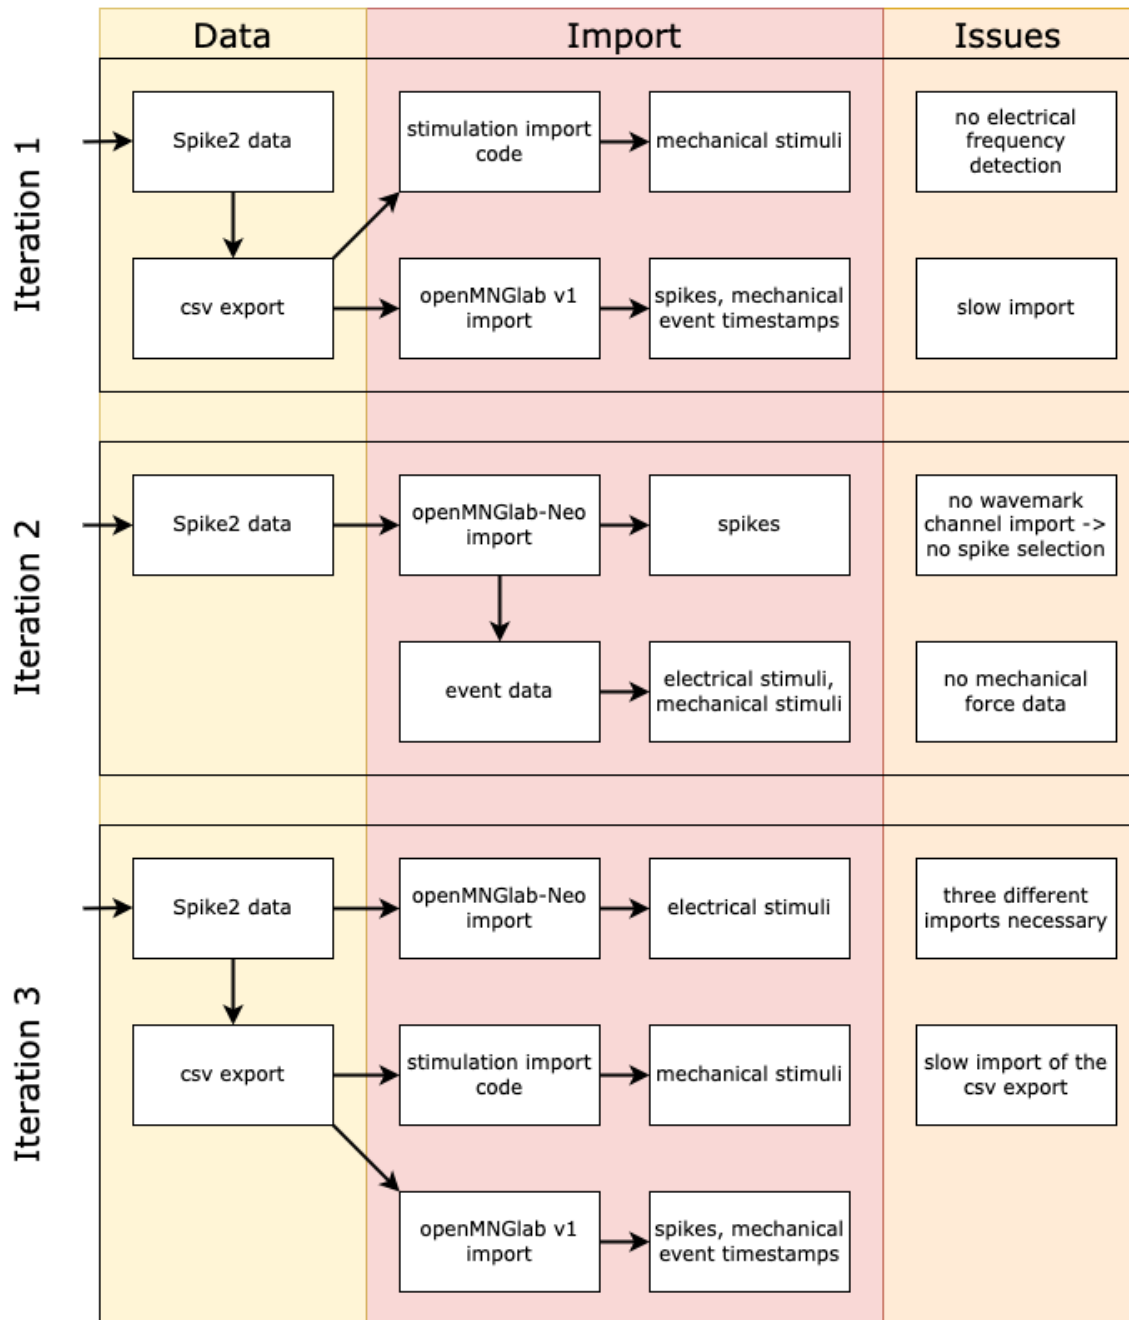 Data
Import
Issues
Iteration 1
Spike2 data
stimulation import
code
mechanical stimuli
no electrical
frequency
detection
csv export
openMNGlab v1
import
spikes, mechanical
event timestamps
slow import
Iteration 2
Spike2 data
openMNGlab-Neo
import
spikes
no wavemark
channel import ->
no spike selection
event data
electrical stimuli,
mechanical stimuli
no mechanical
force data
Iteration 3
Spike2 data
openMNGlab-Neo
import
electrical stimuli
three different
imports necessary
csv export
stimulation import
code
mechanical stimuli
slow import of the
csv export
openMNGlab v1
import
spikes, mechanical
event timestamps